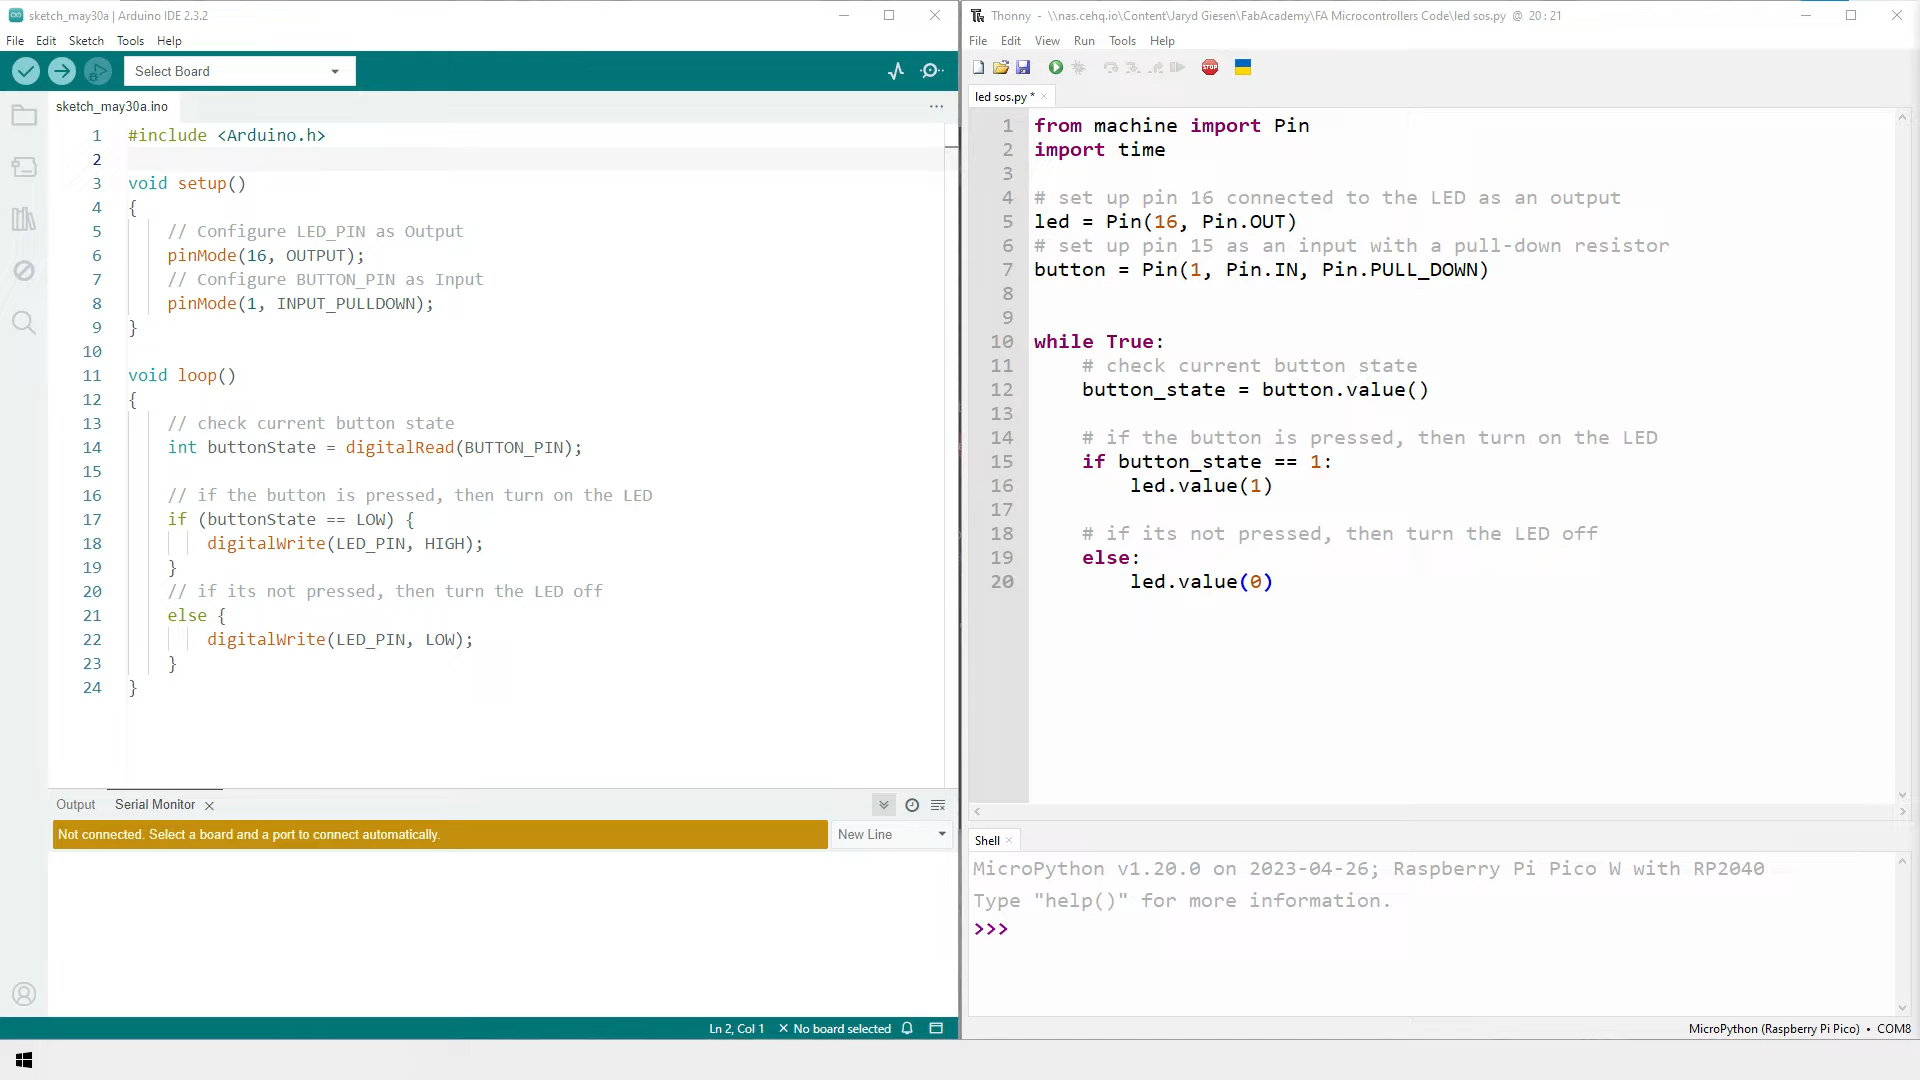 sketch_may30a | Arduino IDE 2.3.2
File Edit Sketch Tools Help
Select Board
sketch_may30a.ino
1 #include <Arduino.h>
2
3 void setup()
4 {
5 // Configure LED_PIN as Output
6 pinMode(16, OUTPUT);
7 // Configure BUTTON_PIN as Input
8 pinMode(1, INPUT_PULLDOWN);
9 }
10
11 void loop()
12 {
13 // check current button state
14 int buttonState = digitalRead(BUTTON_PIN);
15
16 // if the button is pressed, then turn on the LED
17 if (buttonState == LOW) {
18 digitalWrite(LED_PIN, HIGH);
19 }
20 // if its not pressed, then turn the LED off
21 else {
22 digitalWrite(LED_PIN, LOW);
23 }
24 }
Output Serial Monitor
Not connected. Select a board and a port to connect automatically.
New Line
Ln 2, Col 1 No board selected
Thonny - \\nas.cehq.io\Content\Jaryd Giesen\FabAcademy\FA Microcontrollers Code\led sos.py @ 20 : 21
File Edit View Run Tools Help
STOP
led sos.py *
1 from machine import Pin
2 import time
3
4 # set up pin 16 connected to the LED as an output
5 led = Pin(16, Pin.OUT)
6 # set up pin 15 as an input with a pull-down resistor
7 button = Pin(1, Pin.IN, Pin.PULL_DOWN)
8
9
10 while True:
11 # check current button state
12 button_state = button.value()
13
14 # if the button is pressed, then turn on the LED
15 if button_state == 1:
16 led.value(1)
17
18 # if its not pressed, then turn the LED off
19 else:
20 led.value(0)
Shell
MicroPython v1.20.0 on 2023-04-26; Raspberry Pi Pico W with RP2040
Type "help()" for more information.
>>>
MicroPython (Raspberry Pi Pico) • COM8